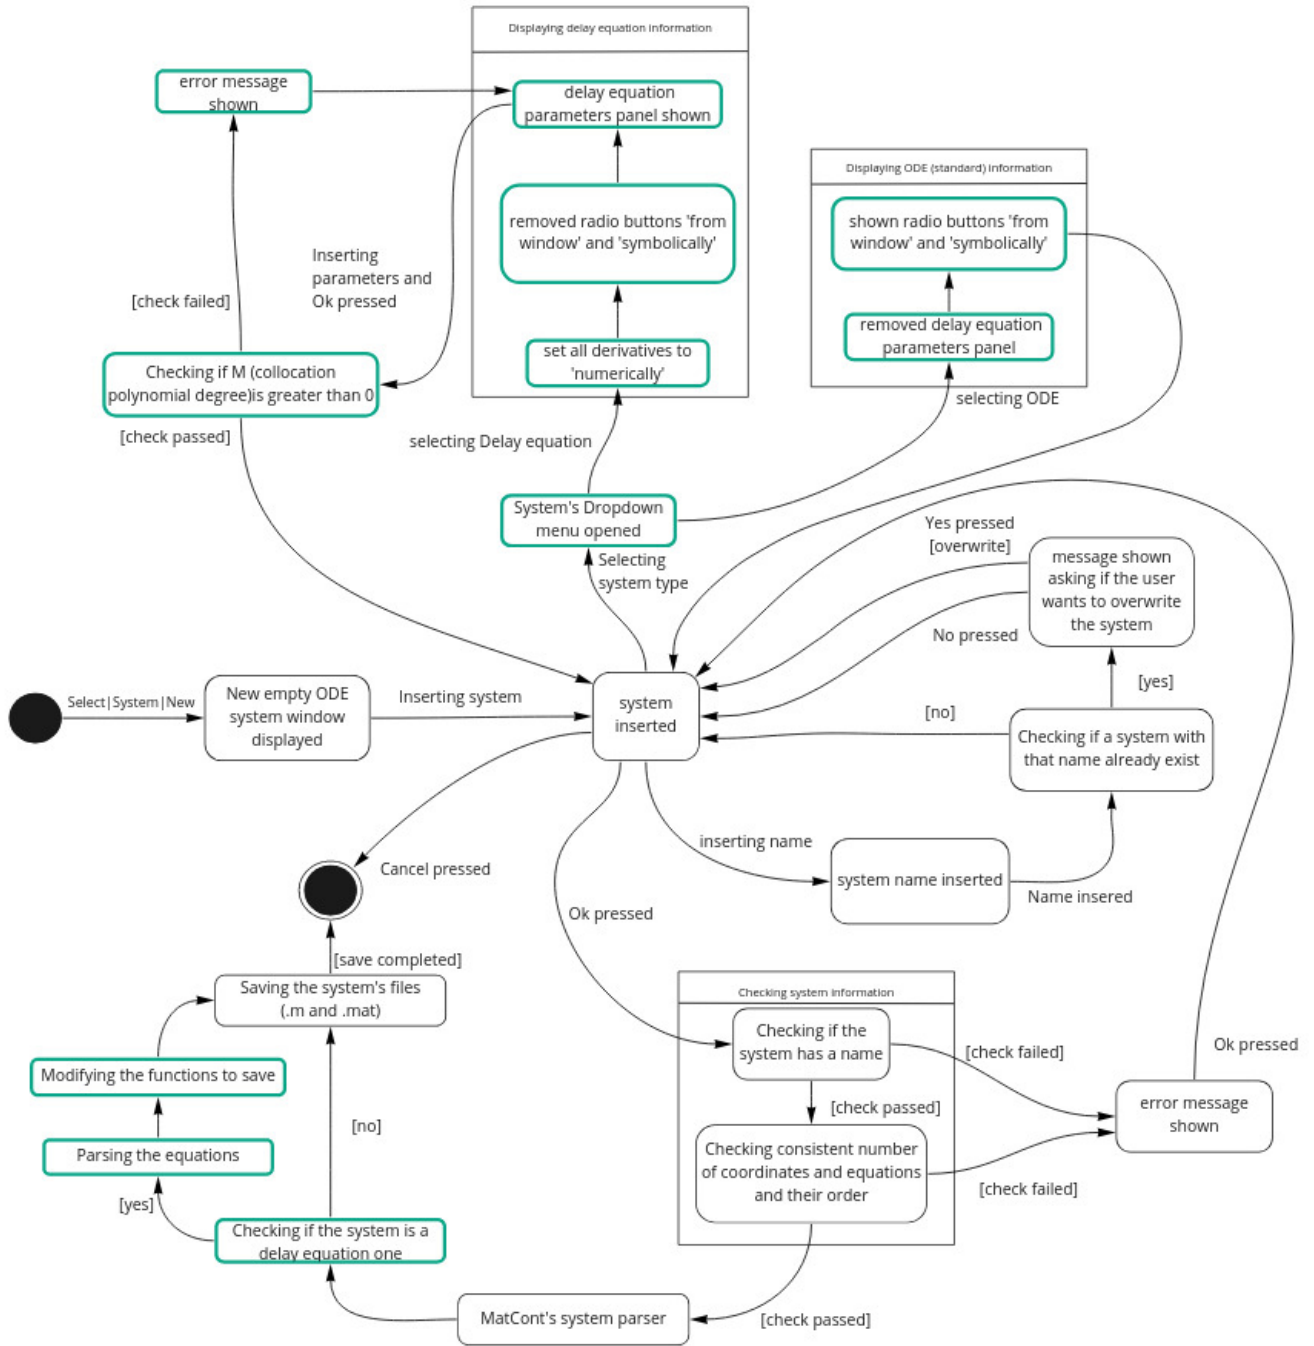 Displaying delay equation information
error message
shown
delay equation
parameters panel shown
Displaying ODE (standard) information
removed radio buttons 'from
window' and 'symbolically'
shown radio buttons 'from
window' and 'symbolically'
Inserting
parameters and
Ok pressed
[check failed]
removed delay equation
parameters panel
set all derivatives to
'numerically'
Checking if M (collocation
polynomial degree)is greater than 0
selecting ODE
[check passed]
selecting Delay equation
System's Dropdown
menu opened
Yes pressed
[overwrite]
Selecting
system type
message shown
asking if the user
wants to overwrite
the system
No pressed
[yes]
Select|System|New
New empty ODE
system window
displayed
Inserting system
system
inserted
[no]
Checking if a system with
that name already exist
inserting name
Cancel pressed
system name inserted
Name insered
Ok pressed
[save completed]
Saving the system's files
(.m and .mat)
Checking system information
Checking if the
system has a name
[check failed]
Ok pressed
Modifying the functions to save
[check passed]
error message
shown
[no]
Parsing the equations
Checking consistent number
of coordinates and equations
and their order
[check failed]
[yes]
Checking if the system is a
delay equation one
MatCont's system parser
[check passed]